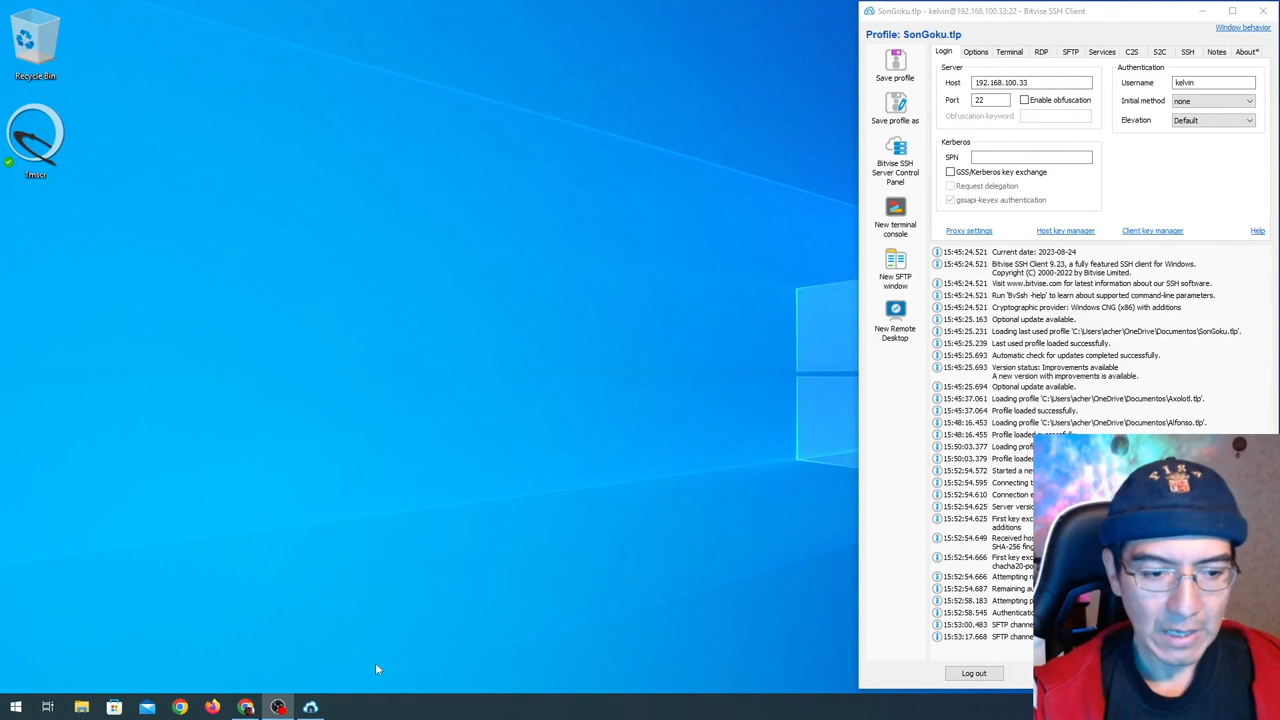 Recycle Bin
Tmscr
SonGoku.tlp - kelvin@192.168.100.33:22 - Bitvise SSH Client
Window behavior
Profile: SonGoku.tlp
Save profile
Save profile as
Bitvise SSH
Server Control
Panel
New terminal
console
New SFTP
window
New Remote
Desktop
Login Options Terminal RDP SFTP Services C2S S2C SSH Notes About*
Server
Host 192.168.100.33
Port 22 Enable obfuscation
Obfuscation keyword
Authentication
Username kelvin
Initial method none
Elevation Default
Kerberos
SPN
GSS/Kerberos key exchange
Request delegation
gssapi-keyex authentication
Proxy settings Host key manager Client key manager Help
15:45:24.521 Current date: 2023-08-24
15:45:24.521 Bitvise SSH Client 9.23, a fully featured SSH client for Windows.
Copyright (C) 2000-2022 by Bitvise Limited.
15:45:24.521 Visit www.bitvise.com for latest information about our SSH software.
15:45:24.521 Run 'BvSsh -help' to learn about supported command-line parameters.
15:45:24.521 Cryptographic provider: Windows CNG (x86) with additions
15:45:25.163 Optional update available.
15:45:25.231 Loading last used profile 'C:\Users\acher\OneDrive\Documentos\SonGoku.tlp'.
15:45:25.239 Last used profile loaded successfully.
15:45:25.693 Automatic check for updates completed successfully.
15:45:25.693 Version status: Improvements available
A new version with improvements is available.
15:45:25.694 Optional update available.
15:45:37.061 Loading profile 'C:\Users\acher\OneDrive\Documentos\Axolotl.tlp'.
15:45:37.064 Profile loaded successfully.
15:48:16.453 Loading profile 'C:\Users\acher\OneDrive\Documentos\Alfonso.tlp'.
15:48:16.455 Profile loaded
15:50:03.377 Loading
15:50:03.379 Profile loaded
15:52:54.572 Started a
15:52:54.595 Connecting
15:52:54.610 Connection
15:52:54.625 Server
15:52:54.625 First key
additions
15:52:54.649 Received
SHA-256
15:52:54.666 First key
15:52:54.666 Attempting
15:52:54.687 Remaining
15:52:58.183 Attempting
15:52:58.545
15:53:00.483 SFTP
15:53:17.668 SFTP
Log out